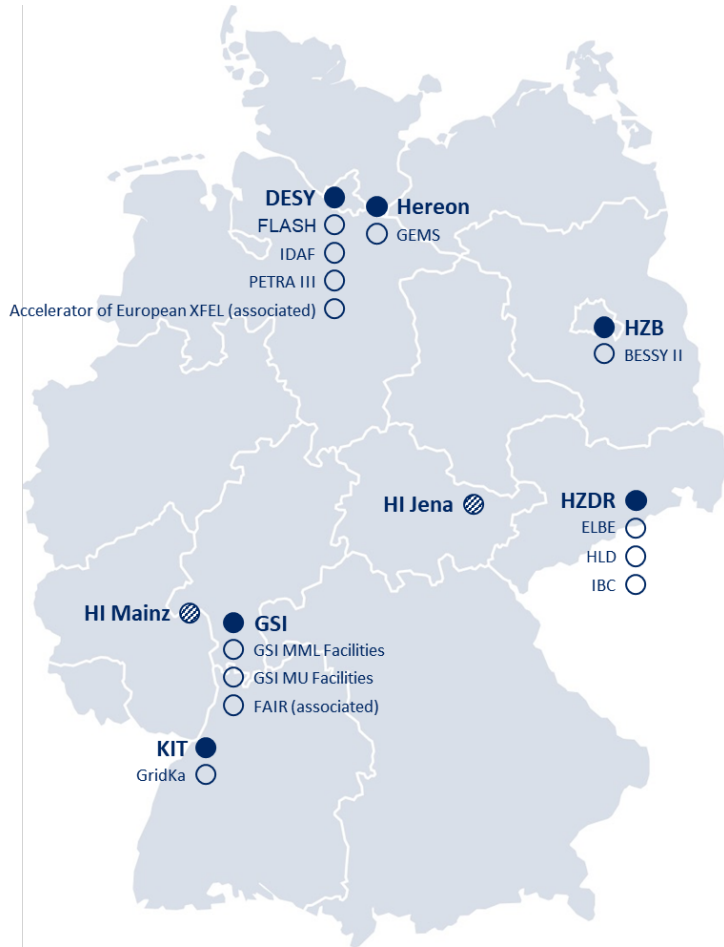 DESY
FLASH
IDAF
PETRA III
Accelerator of European XFEL (associated)
Hereon
GEMS
HZB
BESSY II
HI Jena
HZDR
ELBE
HLD
IBC
HI Mainz
GSI
GSI MML Facilities
GSI MU Facilities
FAIR (associated)
KIT
GridKa